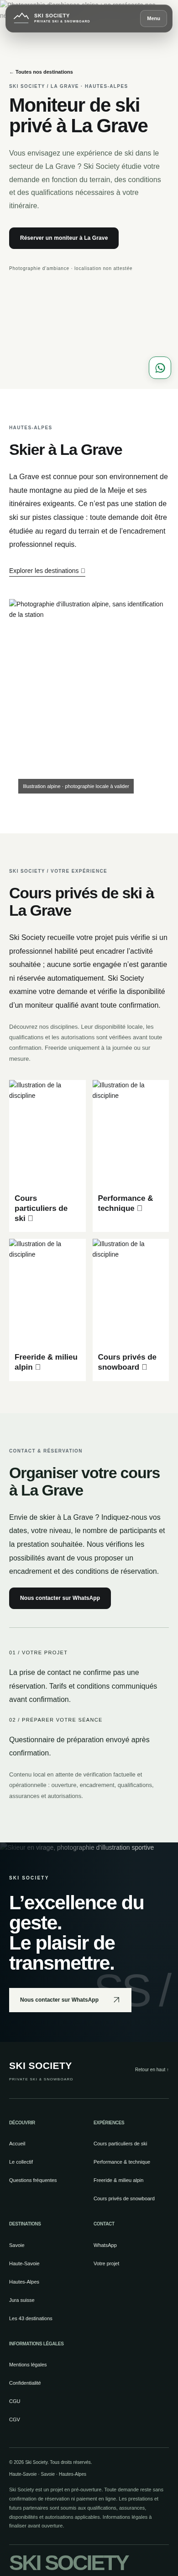 SKI SOCIETY
PRIVATE SKI & SNOWBOARD
Menu
← Toutes nos destinations
SKI SOCIETY / LA GRAVE · HAUTES-ALPES
Moniteur de ski
privé à La Grave
Vous envisagez une expérience de ski dans le
secteur de La Grave ? Ski Society étudie votre
demande en fonction du terrain, des conditions
et des qualifications nécessaires à votre
itinéraire.
Réserver un moniteur à La Grave
Photographie d'ambiance · localisation non attestée
HAUTES-ALPES
Skier à La Grave
La Grave est connue pour son environnement de
haute montagne au pied de la Meije et ses
itinéraires exigeants. Ce n'est pas une station de
ski sur pistes classique : toute demande doit être
étudiée au regard du terrain et de l'encadrement
professionnel requis.
Explorer les destinations
Photographie d'illustration alpine, sans identification
de la station
Illustration alpine · photographie locale à valider
SKI SOCIETY / VOTRE EXPÉRIENCE
Cours privés de ski à
La Grave
Ski Society recueille votre projet puis vérifie si un
professionnel habilité peut encadrer l'activité
souhaitée ; aucune sortie engagée n'est garantie
ni réservée automatiquement. Ski Society
examine votre demande et vérifie la disponibilité
d'un moniteur qualifié avant toute confirmation.
Découvrez nos disciplines. Leur disponibilité locale, les
qualifications et les autorisations sont vérifiées avant toute
confirmation. Freeride uniquement à la journée ou sur
mesure.
Illustration de la
discipline
Cours
particuliers de
ski
Illustration de la
discipline
Performance &
technique
Illustration de la
discipline
Freeride & milieu
alpin
Illustration de la
discipline
Cours privés de
snowboard
CONTACT & RÉSERVATION
Organiser votre cours
à La Grave
Envie de skier à La Grave ? Indiquez-nous vos
dates, votre niveau, le nombre de participants et
la prestation souhaitée. Nous vérifions les
possibilités avant de vous proposer un
encadrement et des conditions de réservation.
Nous contacter sur WhatsApp
01 / VOTRE PROJET
La prise de contact ne confirme pas une
réservation. Tarifs et conditions communiqués
avant confirmation.
02 / PRÉPARER VOTRE SÉANCE
Questionnaire de préparation envoyé après
confirmation.
Contenu local en attente de vérification factuelle et
opérationnelle : ouverture, encadrement, qualifications,
assurances et autorisations.
en virage, photographie d'illustration sportive
SKI SOCIETY
L'excellence du
geste.
Le plaisir de
transmettre.
SS /
Nous contacter sur WhatsApp
SKI SOCIETY
PRIVATE SKI & SNOWBOARD
Retour en haut ↑
DÉCOUVRIR
Accueil
Le collectif
Questions fréquentes
EXPÉRIENCES
Cours particuliers de ski
Performance & technique
Freeride & milieu alpin
Cours privés de snowboard
DESTINATIONS
Savoie
Haute-Savoie
Hautes-Alpes
Jura suisse
Les 43 destinations
CONTACT
WhatsApp
Votre projet
INFORMATIONS LÉGALES
Mentions légales
Confidentialité
CGU
CGV
© 2026 Ski Society. Tous droits réservés.
Haute-Savoie · Savoie · Hautes-Alpes
Ski Society est un projet en pré-ouverture. Toute demande reste sans
confirmation de réservation ni paiement en ligne. Les prestations et
futurs partenaires sont soumis aux qualifications, assurances,
disponibilités et autorisations applicables. Informations légales à
finaliser avant ouverture.
SKI SOCIETY